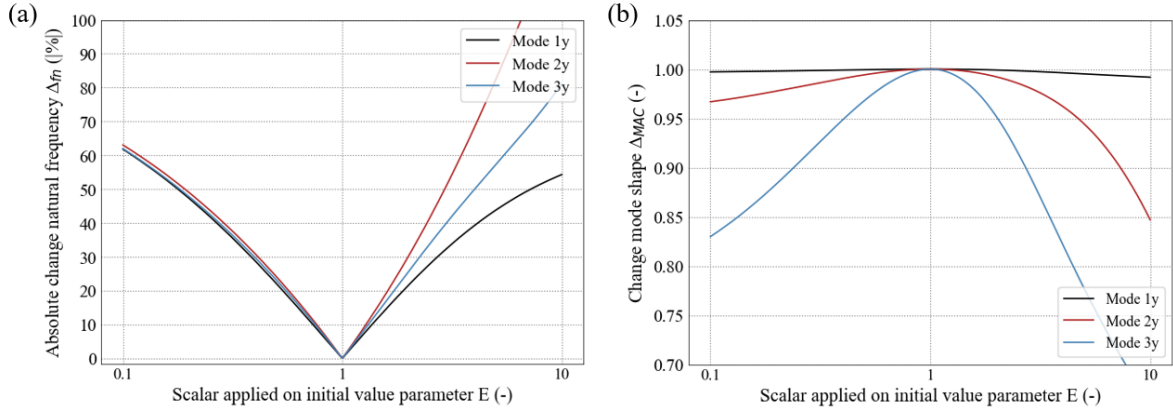 (a)
Absolute change natural frequency Δfn (|%|)
100
90
80
70
60
50
40
30
20
10
0
0.1
1
10
Scalar applied on initial value parameter E (-)
Mode 1y
Mode 2y
Mode 3y
(b)
Change mode shape ΔMAC (-)
1.05
1.00
0.95
0.90
0.85
0.80
0.75
0.70
0.1
1
10
Scalar applied on initial value parameter E (-)
Mode 1y
Mode 2y
Mode 3y